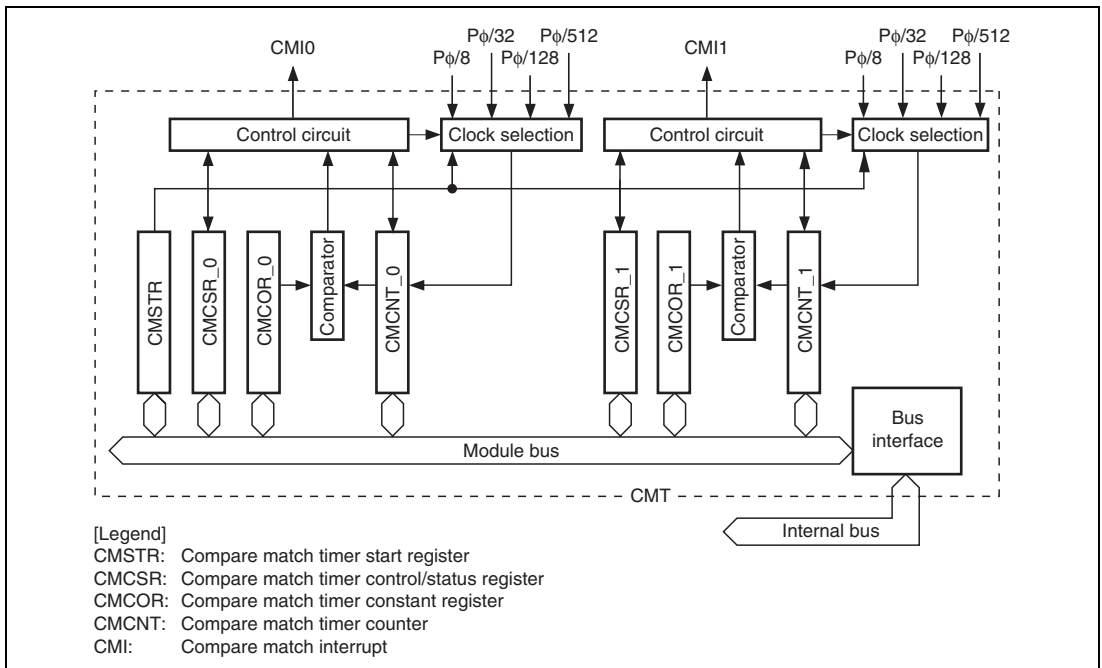 CMI0
Pϕ/32 Pϕ/512
Pϕ/8 Pϕ/128
CMI1
Pϕ/32 Pϕ/512
Pϕ/8 Pϕ/128
Control circuit
Clock selection
Control circuit
Clock selection
CMSTR
CMCSR_0
CMCOR_0
Comparator
CMCNT_0
CMCSR_1
CMCOR_1
Comparator
CMCNT_1
Module bus
Bus
interface
CMT
Internal bus
[Legend]
CMSTR: Compare match timer start register
CMCSR: Compare match timer control/status register
CMCOR: Compare match timer constant register
CMCNT: Compare match timer counter
CMI: Compare match interrupt